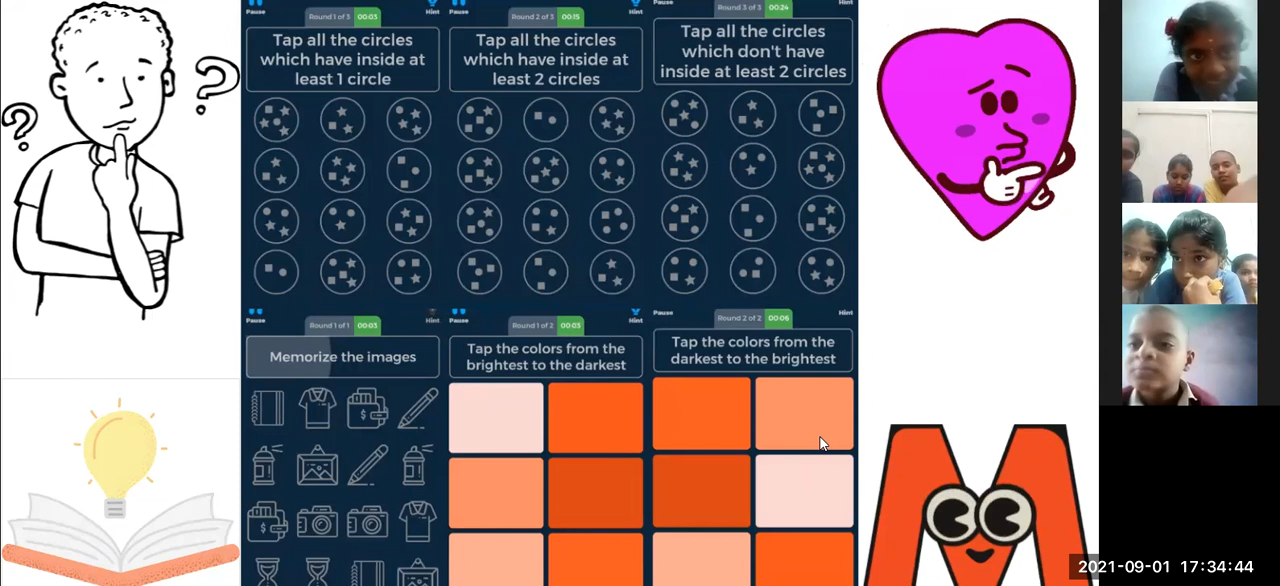 Pause
Round 1 of 3 00:03
Hint
Tap all the circles
which have inside at
least 1 circle
Pause
Round 2 of 3 00:15
Hint
Tap all the circles
which have inside at
least 2 circles
Pause
Round 3 of 3 00:24
Hint
Tap all the circles
which don't have
inside at least 2 circles
? ?
Pause
Round 1 of 1 00:03
Hint
Memorize the images
$
$
Pause
Round 1 of 2 00:03
Hint
Tap the colors from the
brightest to the darkest
Pause
Round 2 of 2 00:06
Hint
Tap the colors from the
darkest to the brightest
M
2021-09-01 17:34:44